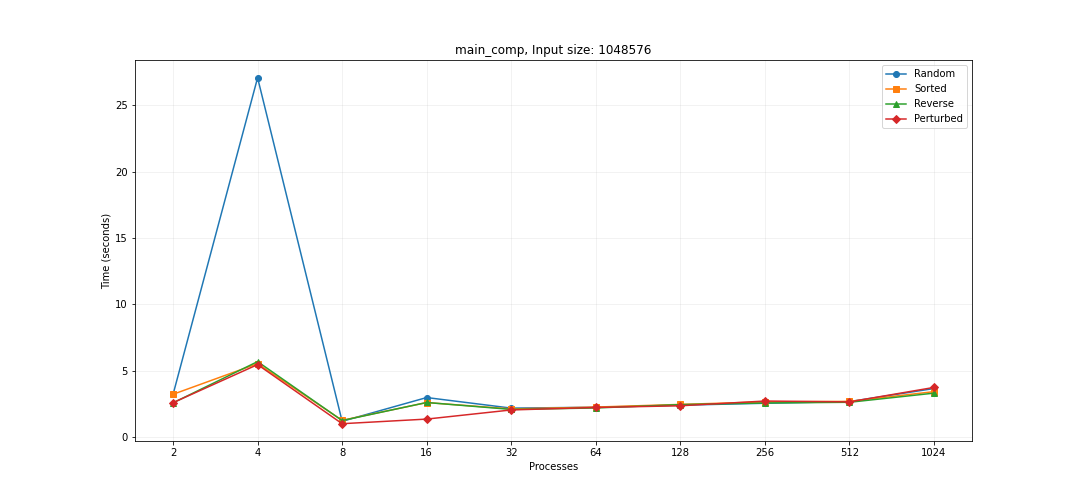 main_comp, Input size: 1048576
Random
Sorted
Reverse
Perturbed
Time (seconds)
25
20
15
10
5
0
2 4 8 16 32 64 128 256 512 1024
Processes